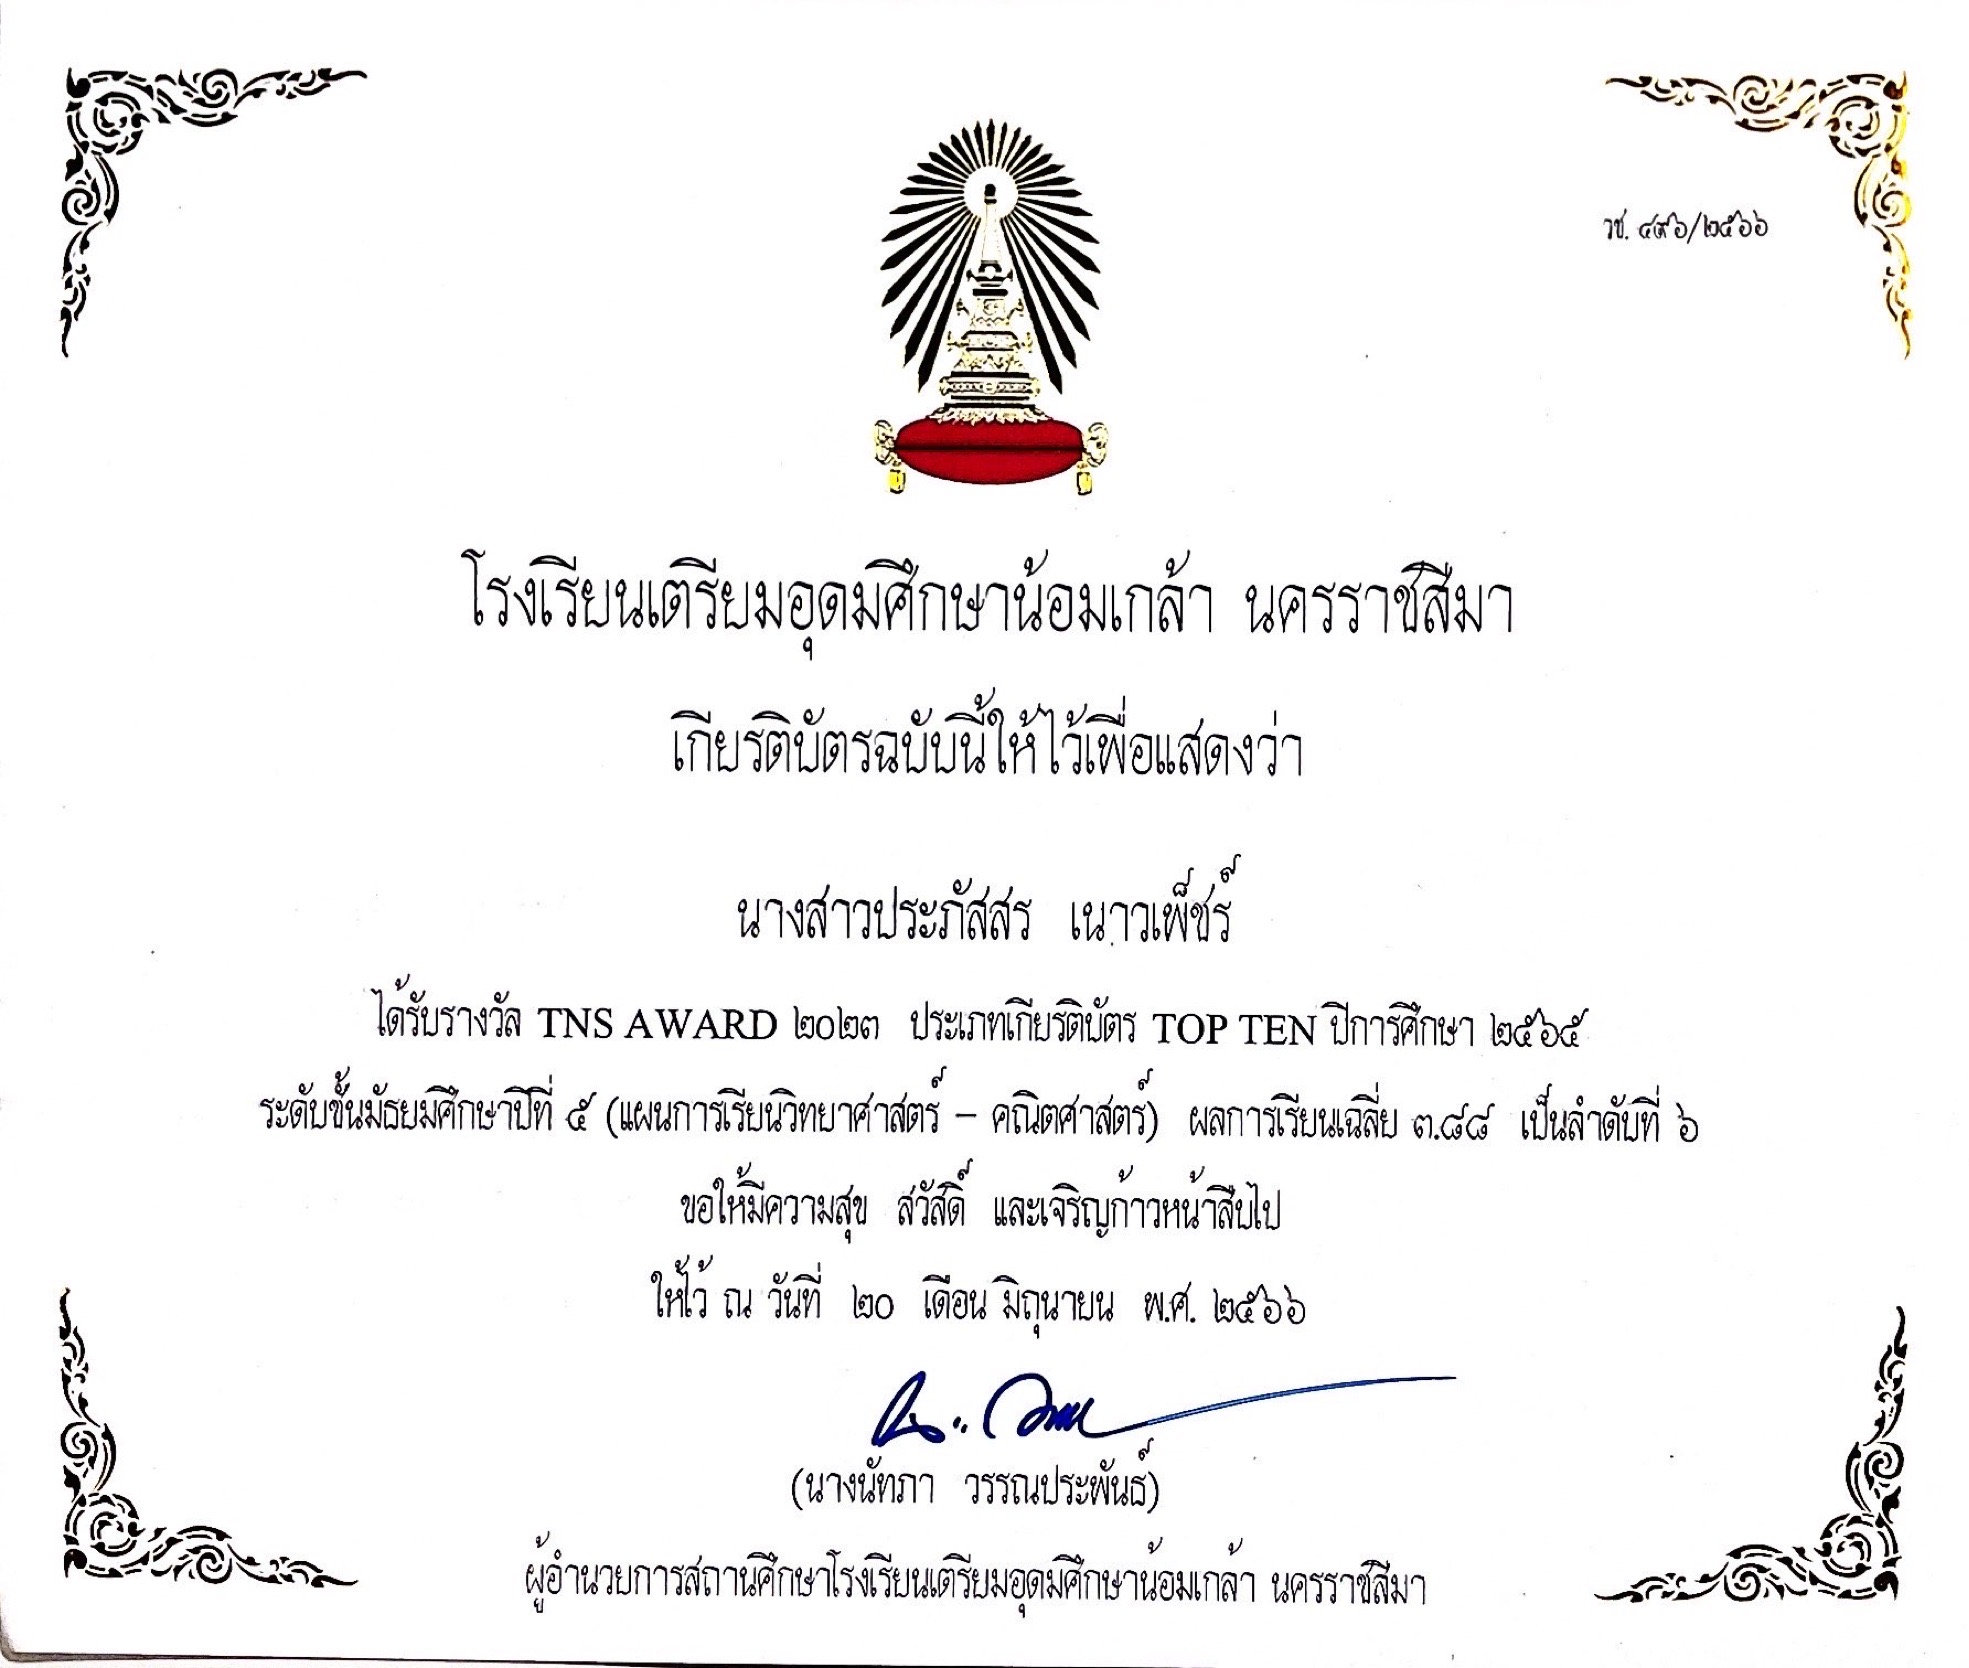 วช. ๔๙๖/๒๕๖๖
โรงเรียนเตรียมอุดมศึกษาน้อมเกล้า นครราชสีมา
เกียรติบัตรฉบับนี้ให้ไว้เพื่อแสดงว่า
นางสาวประภัสสร เนาวเพ็ชร์
ได้รับรางวัล TNS AWARD ๒๐๒๓ ประเภทเกียรติบัตร TOP TEN ปีการศึกษา ๒๕๖๕
ระดับชั้นมัธยมศึกษาปีที่ ๕ (แผนการเรียนวิทยาศาสตร์ – คณิตศาสตร์) ผลการเรียนเฉลี่ย ๓.๘๘ เป็นลำดับที่ ๖
ขอให้มีความสุข สวัสดิ์ และเจริญก้าวหน้าสืบไป
ให้ไว้ ณ วันที่ ๒๐ เดือน มิถุนายน พ.ศ. ๒๕๖๖
(นางนัทภา วรรณประพันธ์)
ผู้อำนวยการสถานศึกษาโรงเรียนเตรียมอุดมศึกษาน้อมเกล้า นครราชสีมา